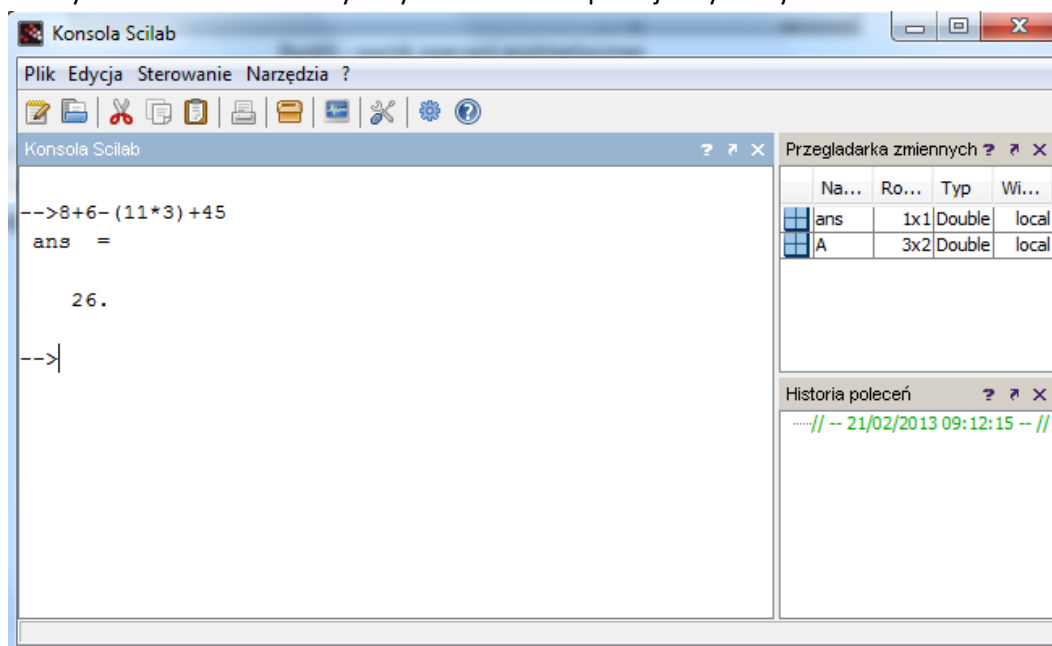 Konsola Scilab
Plik Edycja Sterowanie Narzędzia ?
Konsola Scilab
-->8+6-(11*3)+45
ans =
26.
-->
Przegladarka zmiennych
Na... Ro... Typ Wi...
ans 1x1 Double local
A 3x2 Double local
Historia poleceń
// -- 21/02/2013 09:12:15 -- //